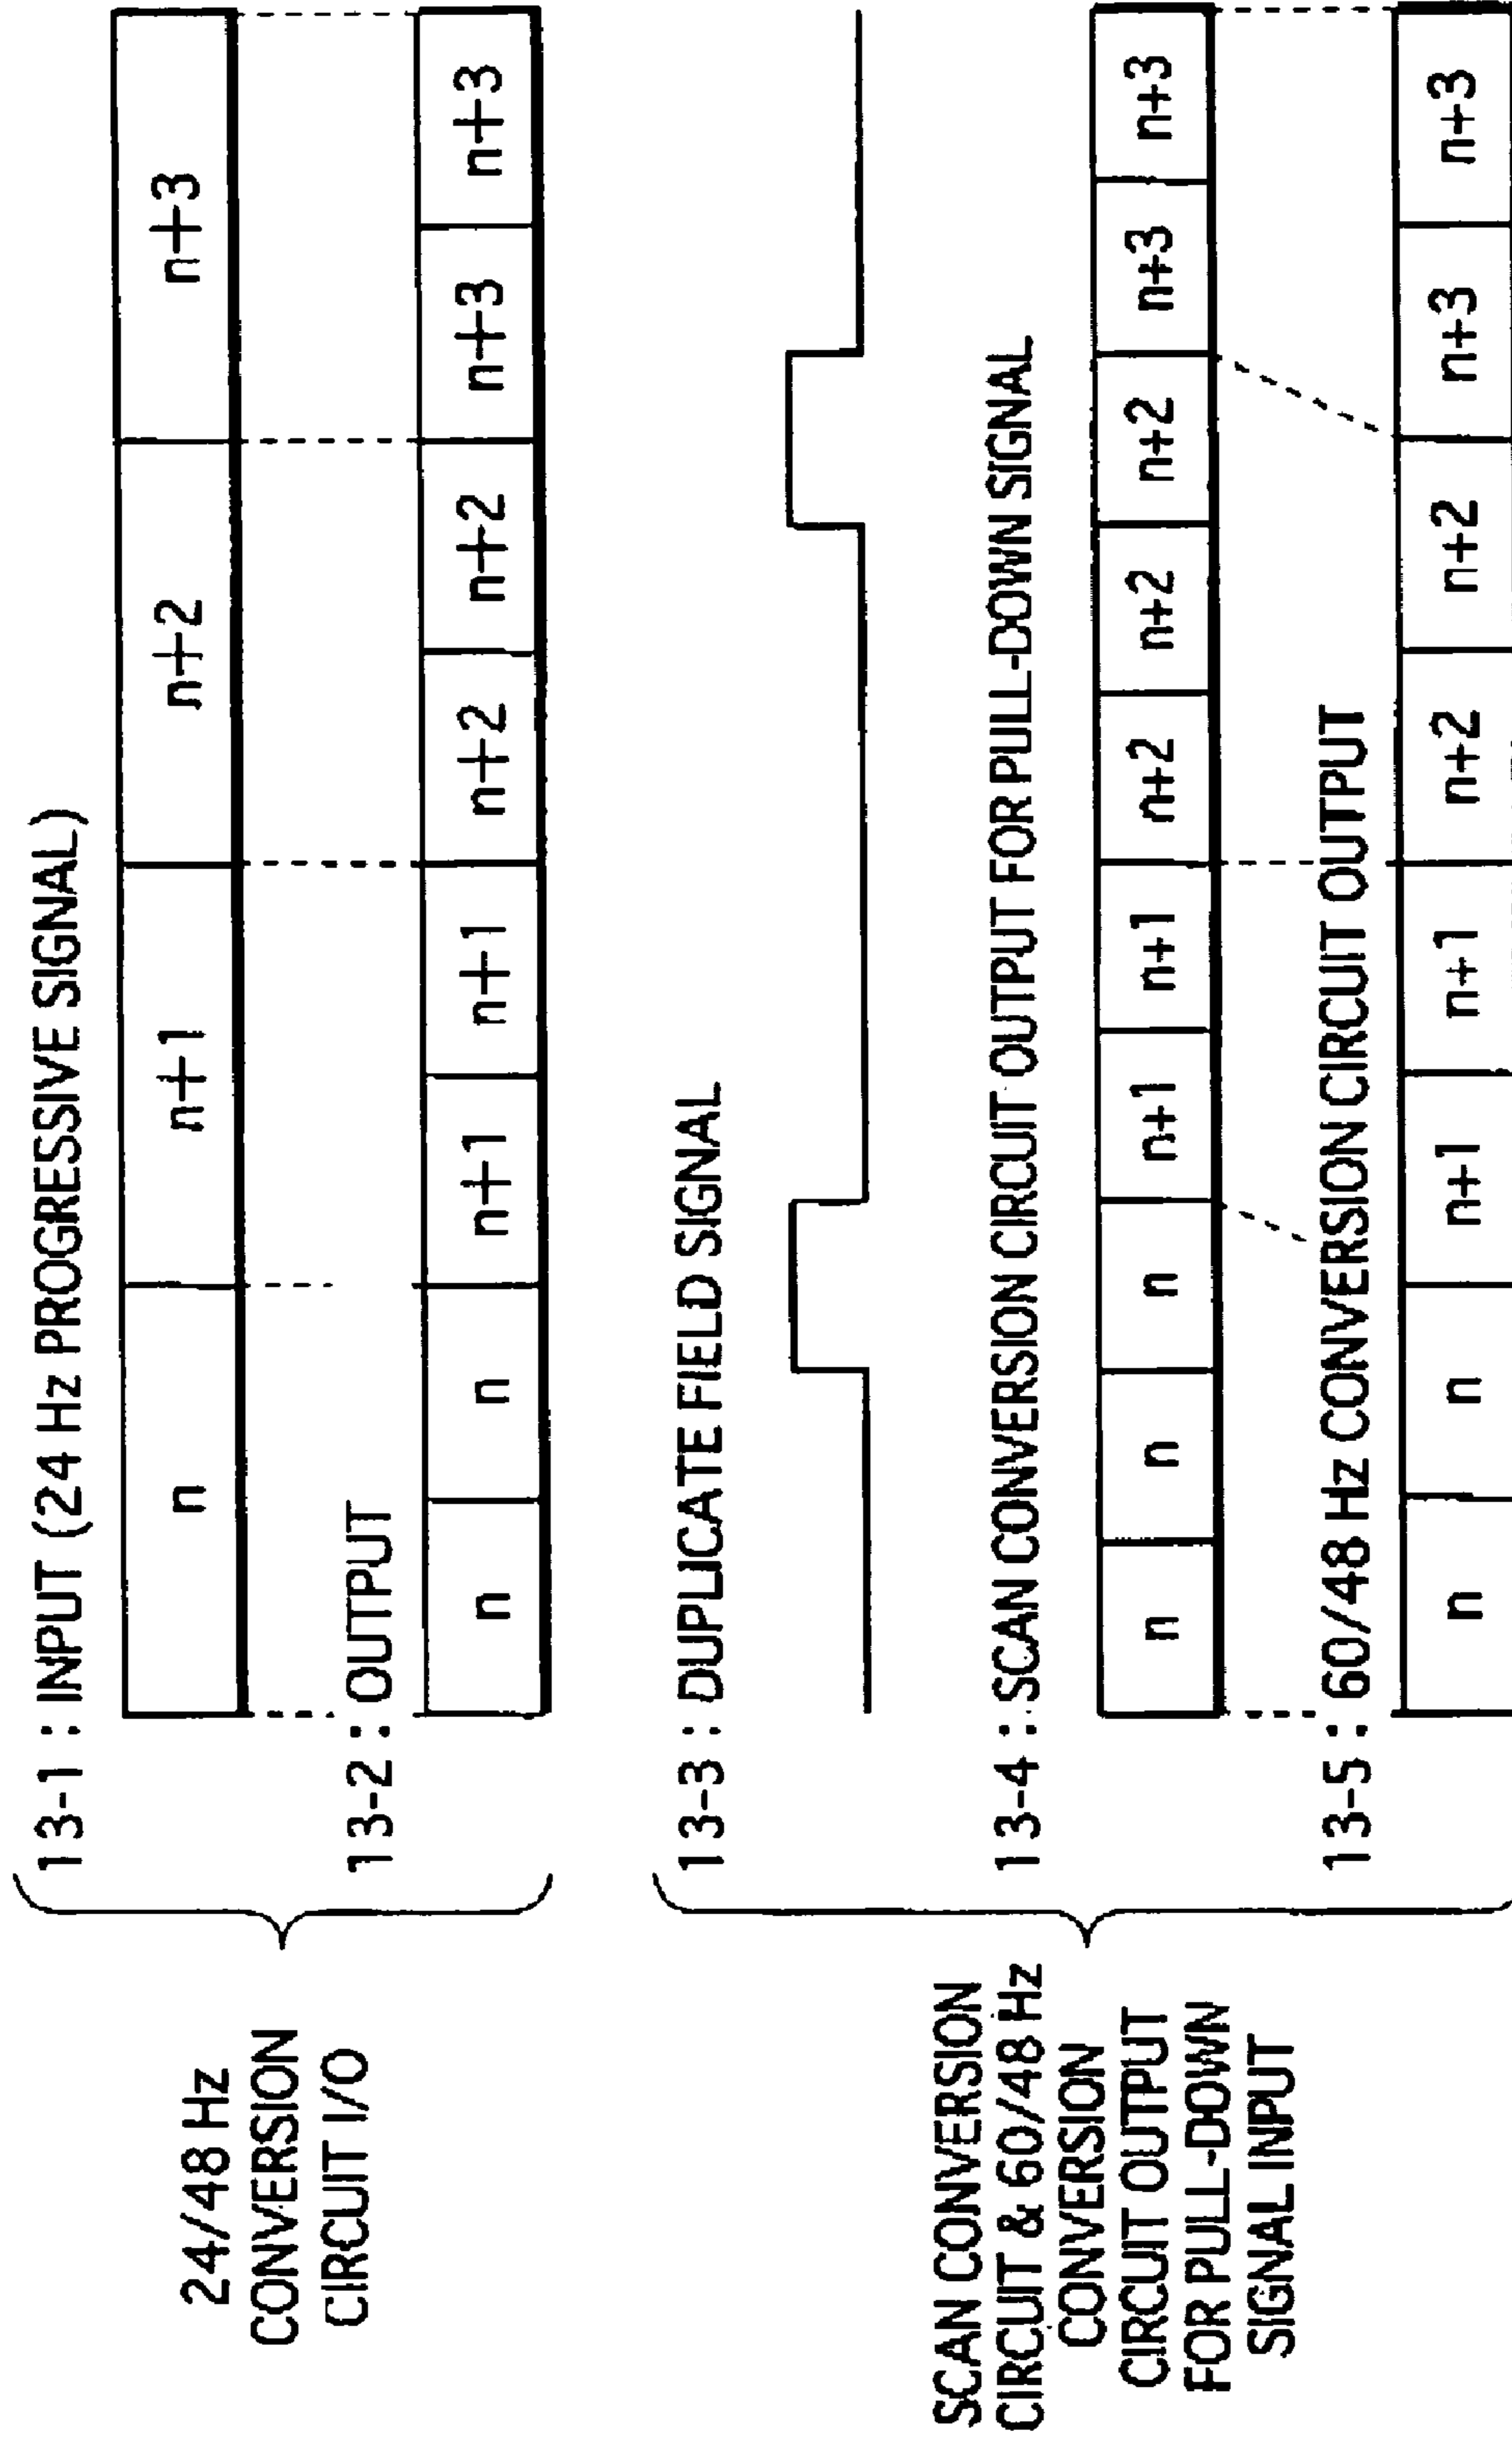 24/48 Hz
CONVERSION
CIRCUIT I/O
13-1 : INPUT (24 Hz PROGRESSIVE SIGNAL)
n n+1 n+2 n+3
13-2 : OUTPUT
n n n+1 n+1 n+2 n+2 n+3 n+3
SCAN CONVERSION
CIRCUIT & 60/48 Hz
CONVERSION
CIRCUIT OUTPUT
FOR PULL-DOWN
SIGNAL INPUT
13-3 : DUPLICATE FIELD SIGNAL
13-4 : SCAN CONVERSION CIRCUIT OUTPUT FOR PULL-DOWN SIGNAL
n n n n+1 n+1 n+2 n+2 n+2 n+3 n+3
13-5 : 60/48 Hz CONVERSION CIRCUIT OUTPUT
n n n+1 n+1 n+2 n+2 n+3 n+3